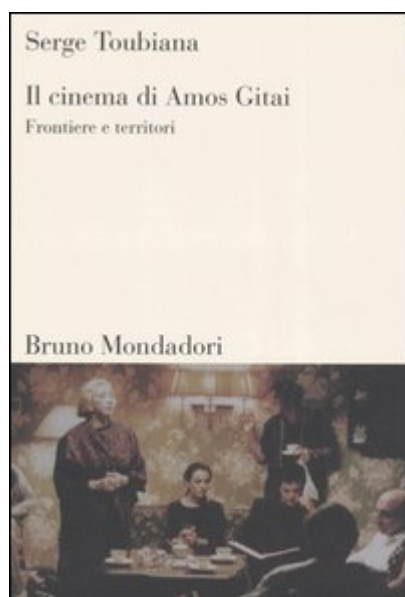 Serge Toubiana
Il cinema di Amos Gitai
Frontiere e territori
Bruno Mondadori